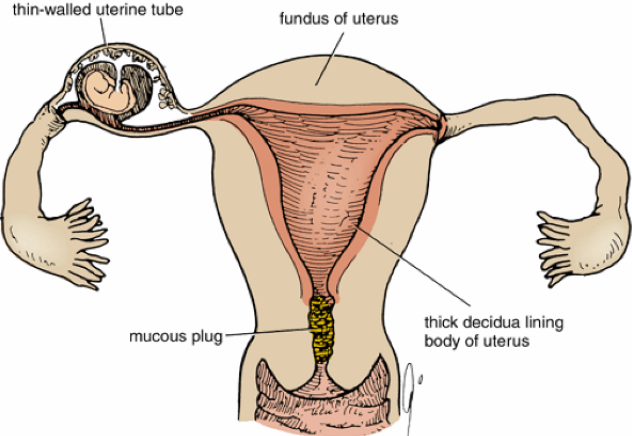 thin-walled uterine tube
fundus of uterus
mucous plug
thick decidua lining
body of uterus